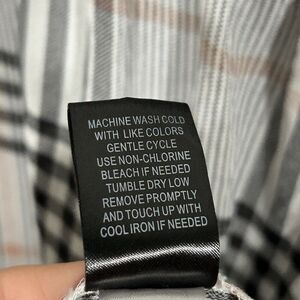 MACHINE WASH COLD
WITH LIKE COLORS
GENTLE CYCLE
USE NON-CHLORINE
BLEACH IF NEEDED
TUMBLE DRY LOW
REMOVE PROMPTLY
AND TOUCH UP WITH
COOL IRON IF NEEDED